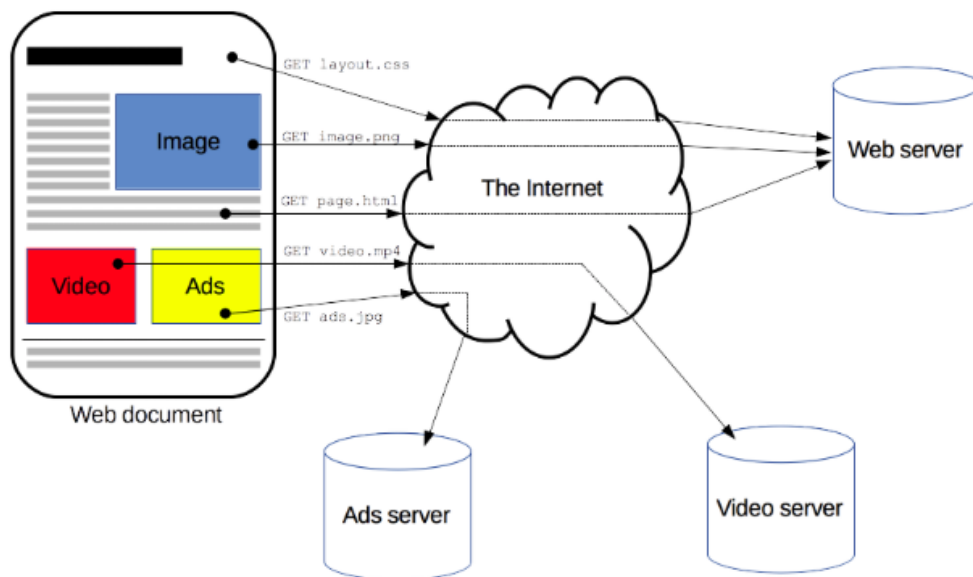 GET layout.css
Image
GET image.png
Web server
The Internet
GET page.html
GET video.mp4
Video
Ads
GET ads.jpg
Web document
Ads server
Video server